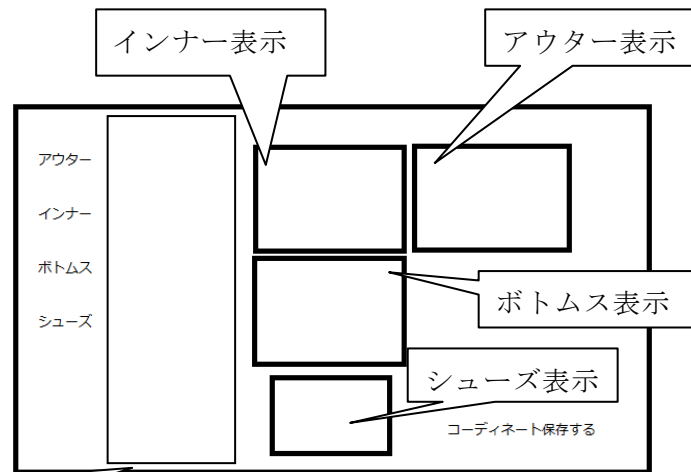 インナー表示
アウター表示
アウター
インナー
ボトムス
ボトムス表示
シューズ
シューズ表示
コーディネート保存する